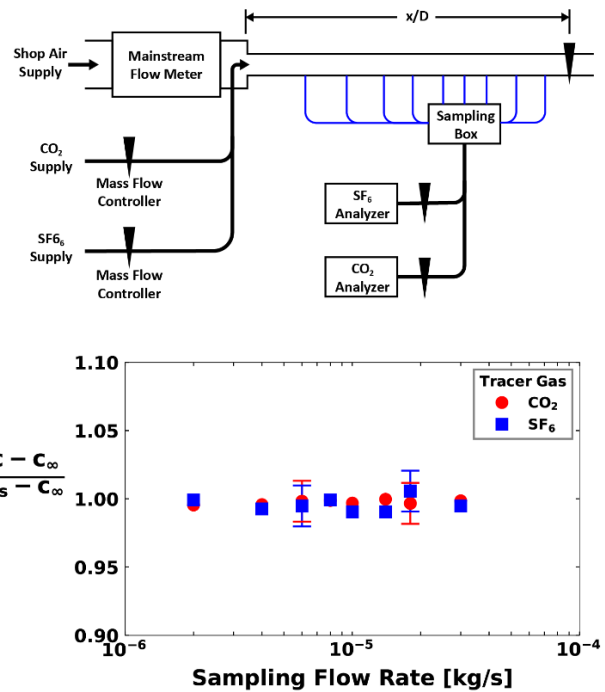 x/D
Shop Air
Supply
Mainstream
Flow Meter
Sampling
Box
CO₂
Supply
Mass Flow
Controller
SF₆
Analyzer
SF6₆
Supply
Mass Flow
Controller
CO₂
Analyzer
1.10
1.05
1.00
0.95
0.90
Tracer Gas
CO₂
SF₆
c − c∞
s − c∞
10⁻⁶
10⁻⁵
10⁻⁴
Sampling Flow Rate [kg/s]